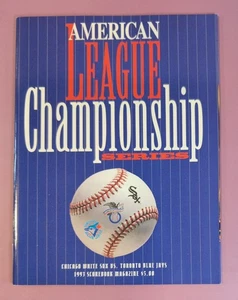 AMERICAN
LEAGUE
Championship
SERIES
CHICAGO WHITE SOX VS. TORONTO BLUE JAYS
1993 SCOREBOOK MAGAZINE $5.00